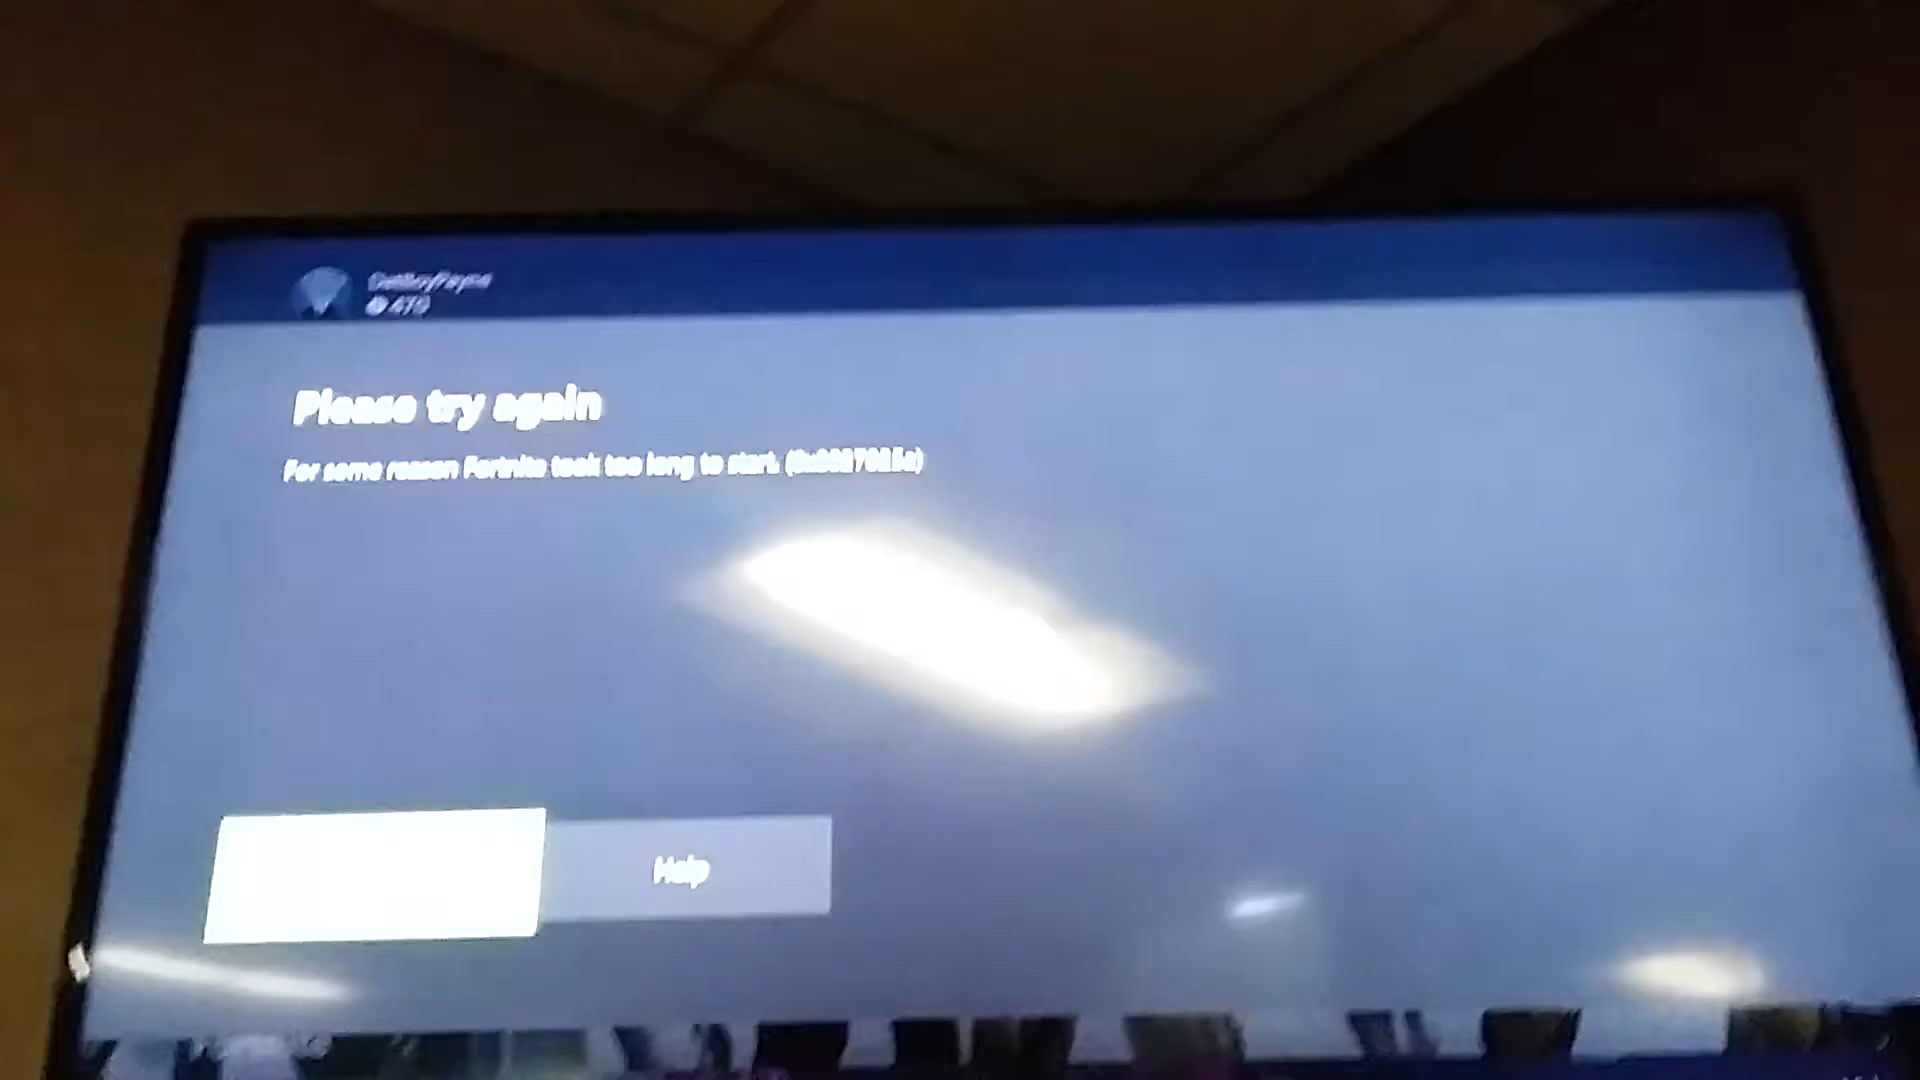 Please try again
For some reason Fortnite took too long to start.
Help